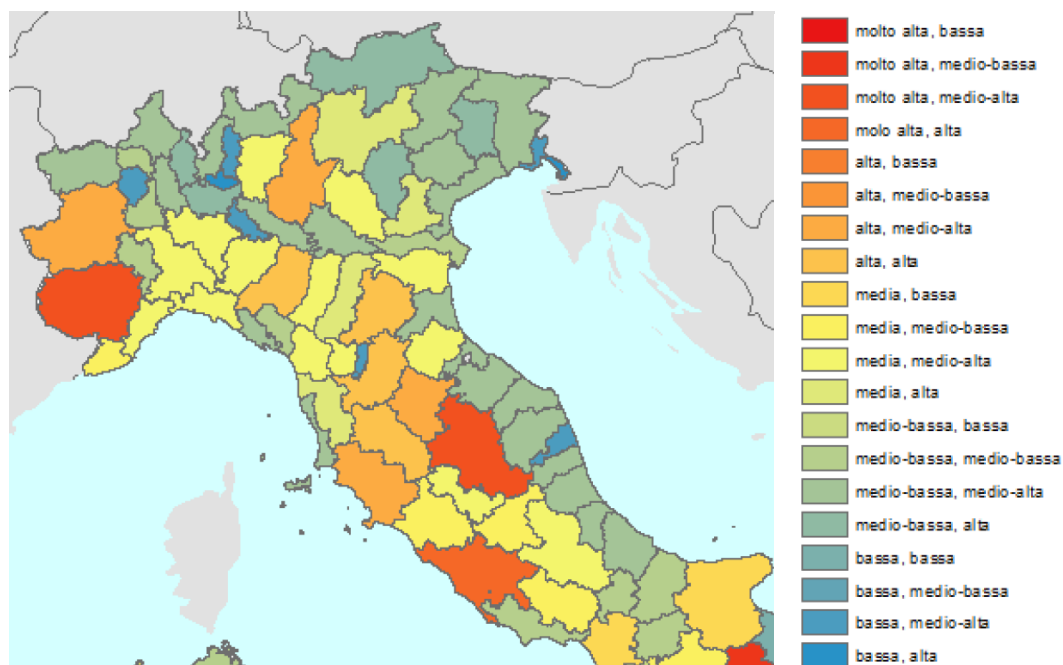 molto alta, bassa
molto alta, medio-bassa
molto alta, medio-alta
molo alta, alta
alta, bassa
alta, medio-bassa
alta, medio-alta
alta, alta
media, bassa
media, medio-bassa
media, medio-alta
media, alta
medio-bassa, bassa
medio-bassa, medio-bassa
medio-bassa, medio-alta
medio-bassa, alta
bassa, bassa
bassa, medio-bassa
bassa, medio-alta
bassa, alta